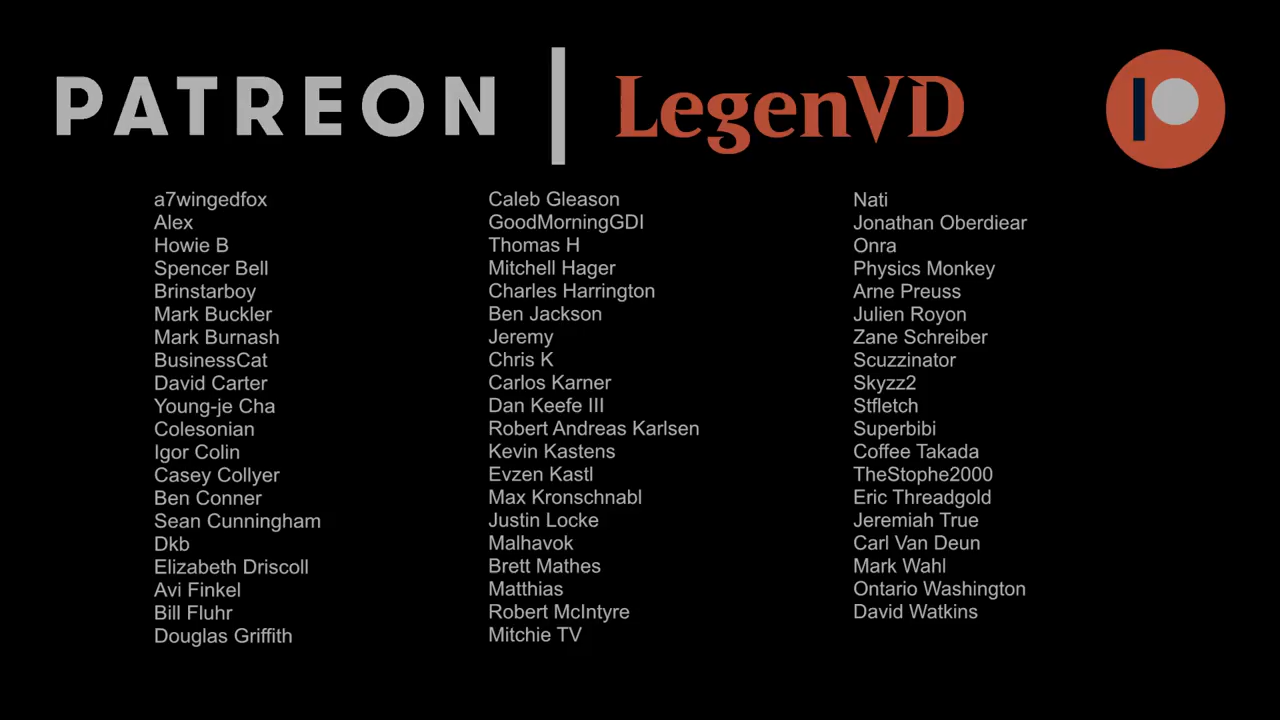 PATREON | LegenVD
a7wingedfox
Alex
Howie B
Spencer Bell
Brinstarboy
Mark Buckler
Mark Burnash
BusinessCat
David Carter
Young-je Cha
Colesonian
Igor Colin
Casey Collyer
Ben Conner
Sean Cunningham
Dkb
Elizabeth Driscoll
Avi Finkel
Bill Fluhr
Douglas Griffith
Caleb Gleason
GoodMorningGDI
Thomas H
Mitchell Hager
Charles Harrington
Ben Jackson
Jeremy
Chris K
Carlos Karner
Dan Keefe III
Robert Andreas Karlsen
Kevin Kastens
Evzen Kastl
Max Kronschnabl
Justin Locke
Malhavok
Brett Mathes
Matthias
Robert McIntyre
Mitchie TV
Nati
Jonathan Oberdiear
Onra
Physics Monkey
Arne Preuss
Julien Royon
Zane Schreiber
Scuzzinator
Skyzz2
Stfletch
Superbibi
Coffee Takada
TheStophe2000
Eric Threadgold
Jeremiah True
Carl Van Deun
Mark Wahl
Ontario Washington
David Watkins